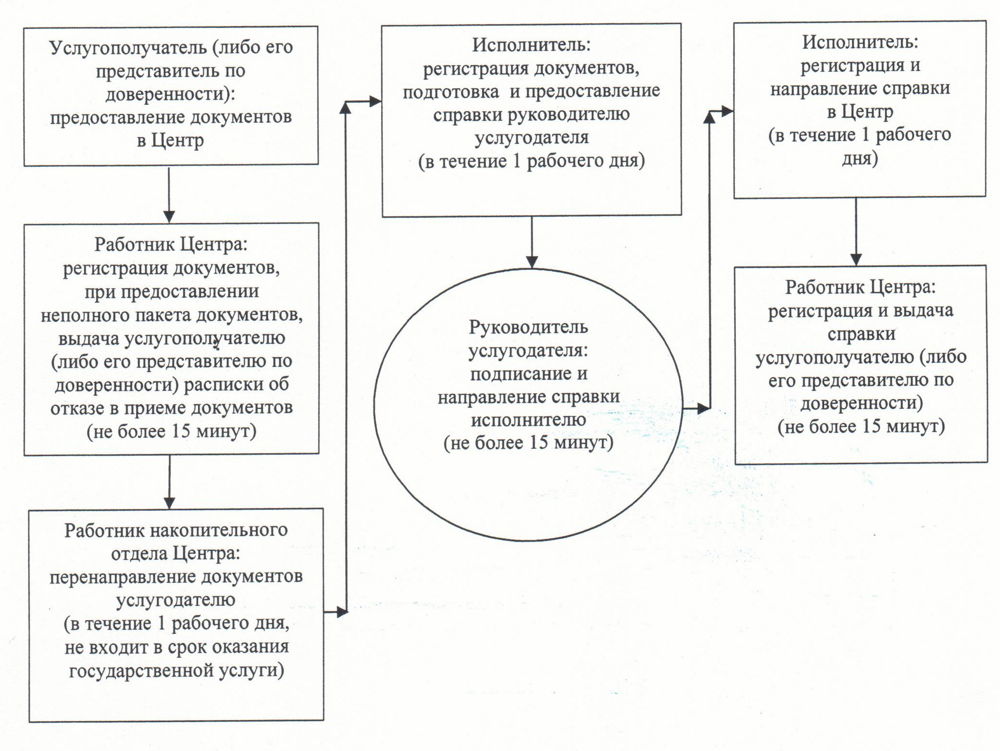 Услугополучатель (либо его
представитель по
доверенности):
предоставление документов
в Центр
Работник Центра:
регистрация документов,
при предоставлении
неполного пакета документов,
выдача услугополучателю
(либо его представителю по
доверенности) расписки об
отказе в приеме документов
(не более 15 минут)
Работник накопительного
отдела Центра:
перенаправление документов
услугодателю
(в течение 1 рабочего дня,
не входит в срок оказания
государственной услуги)
Исполнитель:
регистрация документов,
подготовка и предоставление
справки руководителю
услугодателя
(в течение 1 рабочего дня)
Руководитель
услугодателя:
подписание и
направление справки
исполнителю
(не более 15 минут)
Исполнитель:
регистрация и
направление справки
в Центр
(в течение 1 рабочего
дня)
Работник Центра:
регистрация и выдача
справки
услугополучателю (либо
его представителю по
доверенности)
(не более 15 минут)